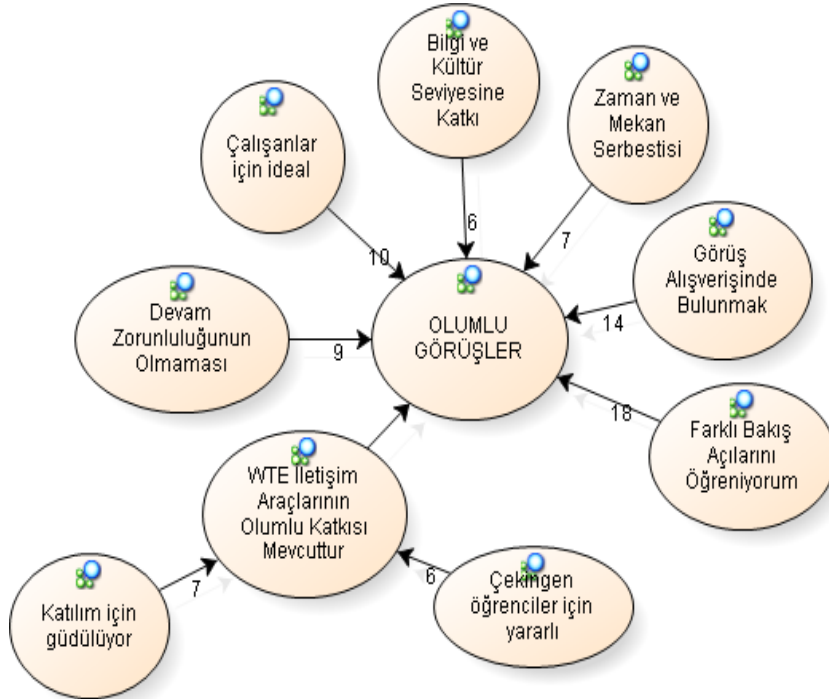 Bilgi ve
Kültür
Seviyesine
Katkı
Zaman ve
Mekan
Serbestisi
Çalışanlar
için ideal
6
7
10
Görüş
Alışverişinde
Bulunmak
14
OLUMLU
GÖRÜŞLER
Devam
Zorunluluğunun
Olmaması
9
18
Farklı Bakış
Açılarını
Öğreniyorum
WTE İletişim
Araçlarının
Olumlu Katkısı
Mevcuttur
7
6
Katılım için
güdülüyor
Çekingen
öğrenciler için
yararlı